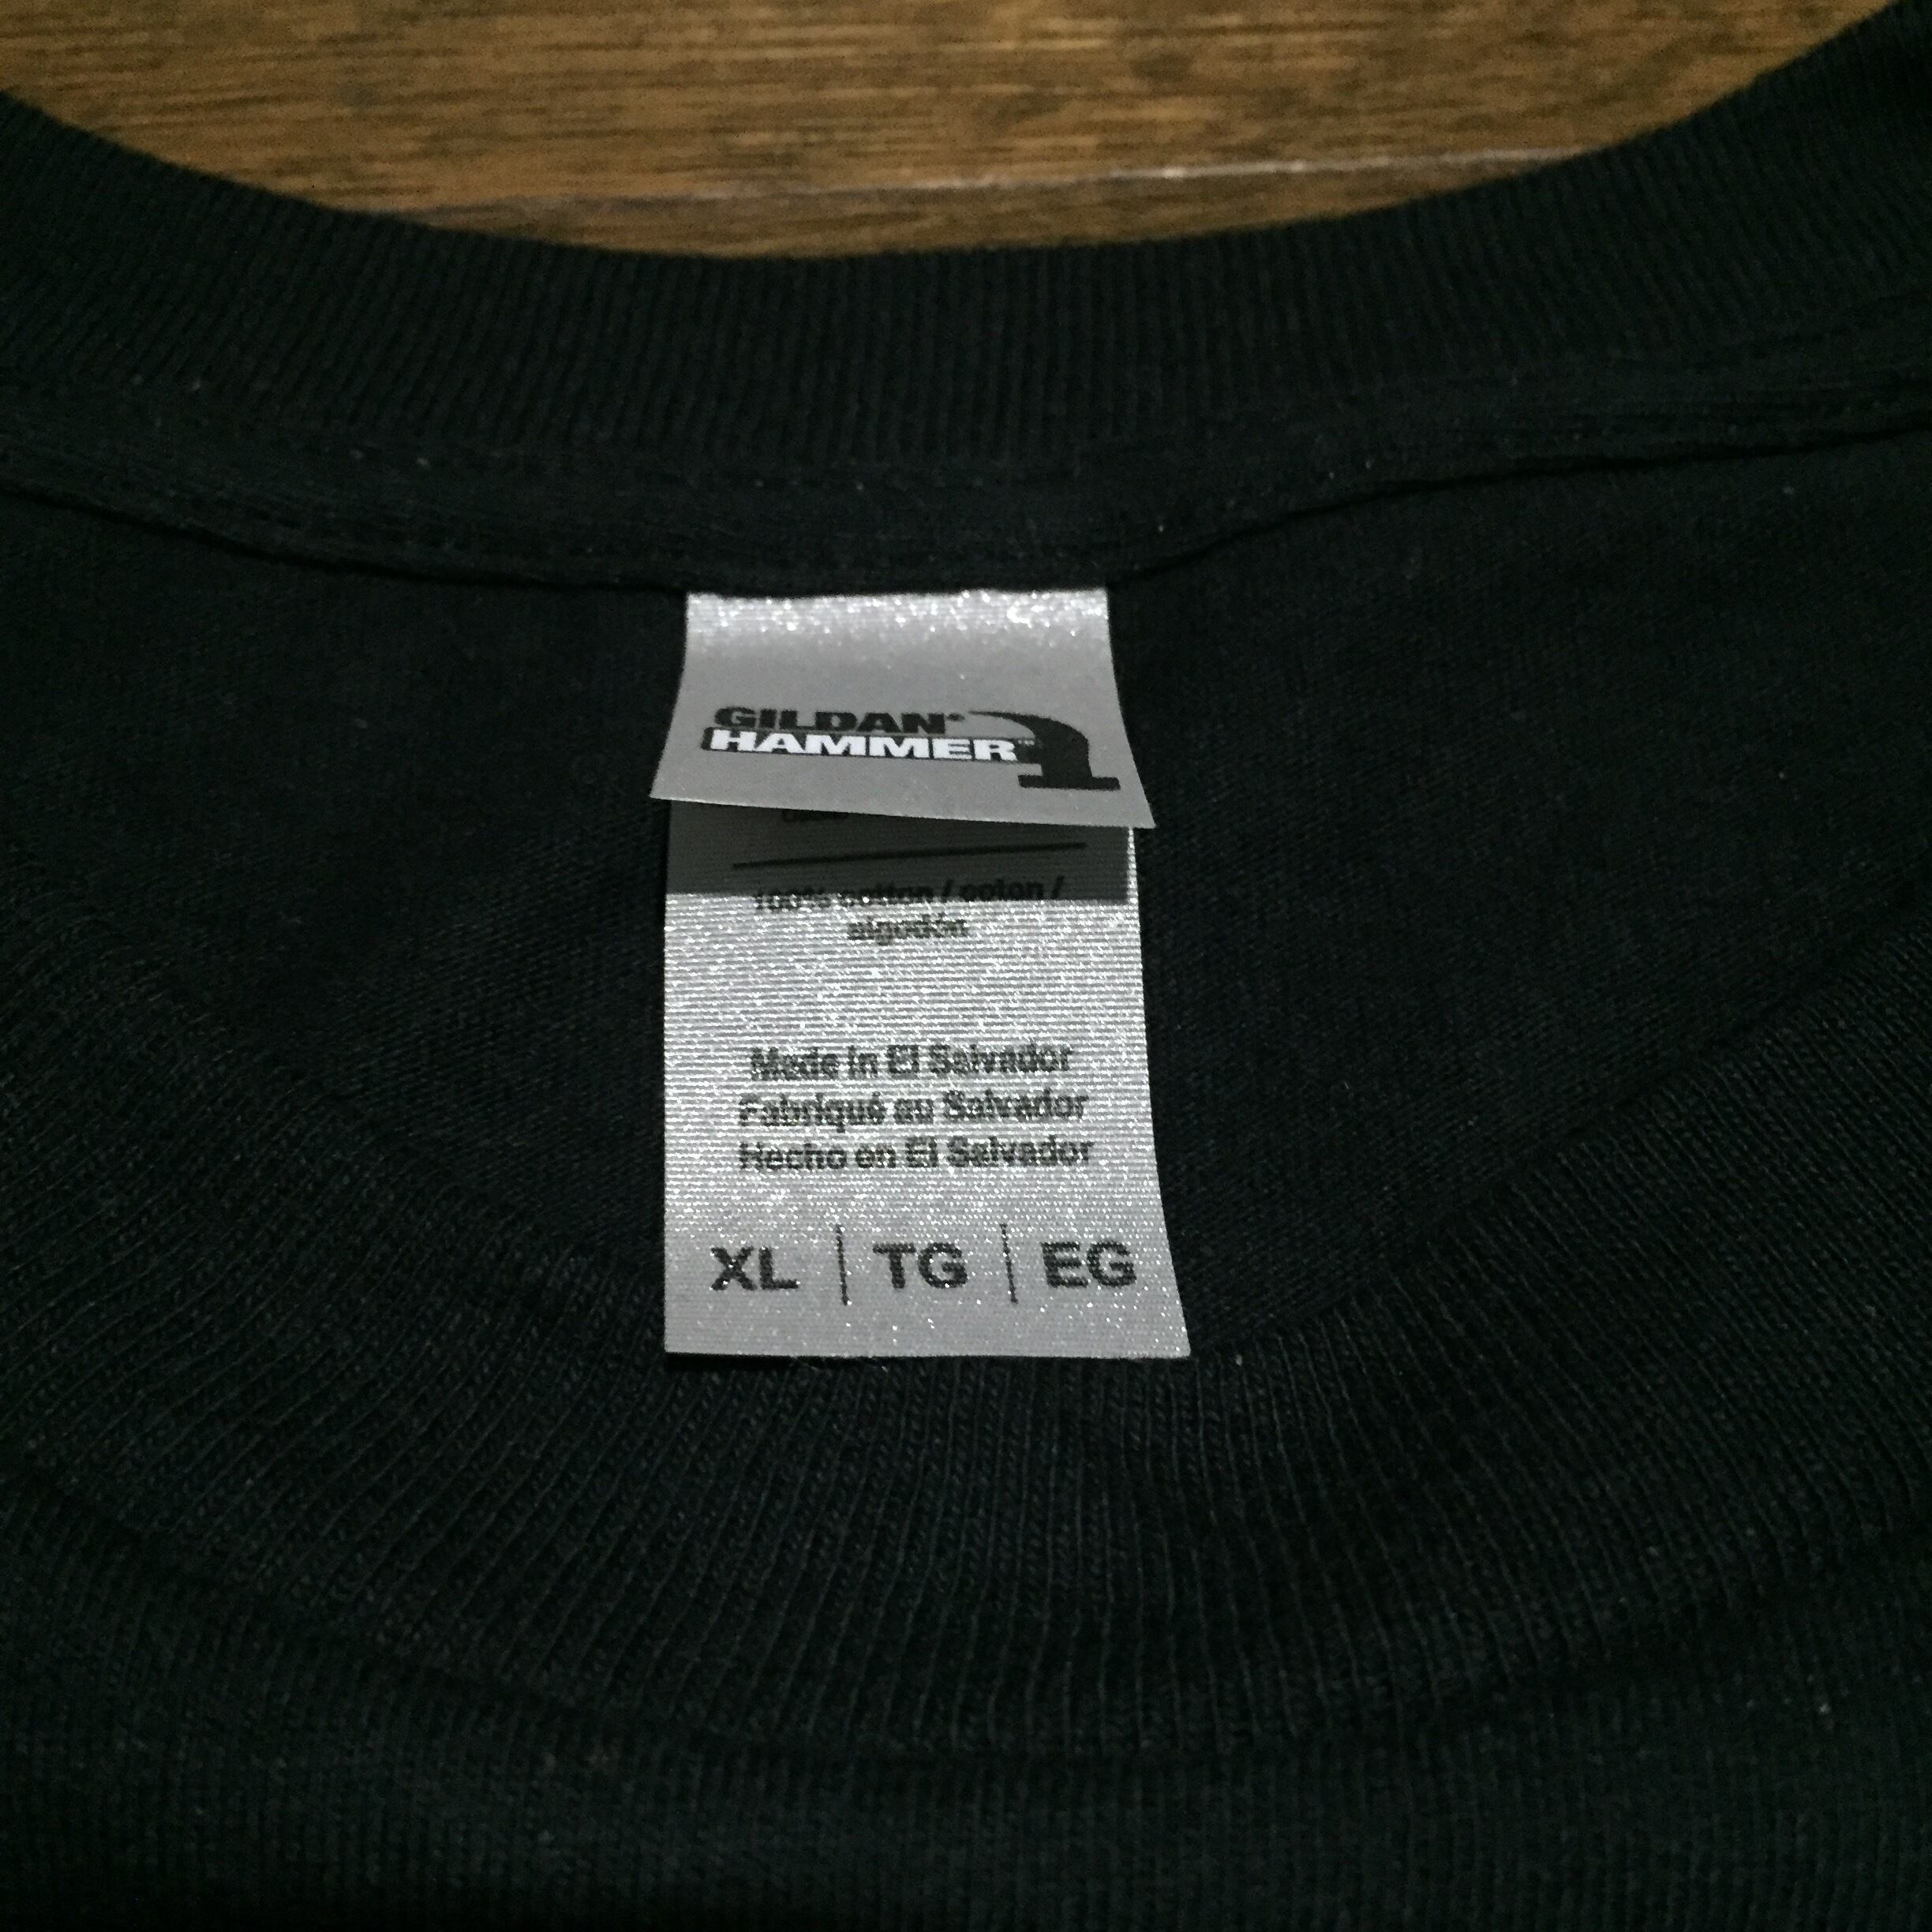 GILDAN®
HAMMER™
100% cotton / coton /
algodón
Made in El Salvador
Fabriqué au Salvador
Hecho en El Salvador
XL | TG | EG